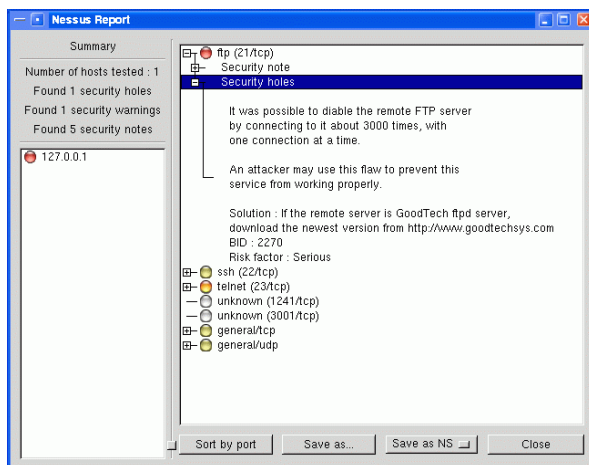 Nessus Report
Summary
Number of hosts tested : 1
Found 1 security holes
Found 1 security warnings
Found 5 security notes
127.0.0.1
ftp (21/tcp)
Security note
Security holes
It was possible to diable the remote FTP server
by connecting to it about 3000 times, with
one connection at a time.
An attacker may use this flaw to prevent this
service from working properly.
Solution : If the remote server is GoodTech ftpd server,
download the newest version from http://www.goodtechsys.com
BID : 2270
Risk factor : Serious
ssh (22/tcp)
telnet (23/tcp)
unknown (1241/tcp)
unknown (3001/tcp)
general/tcp
general/udp
Sort by port
Save as...
Save as NS
Close